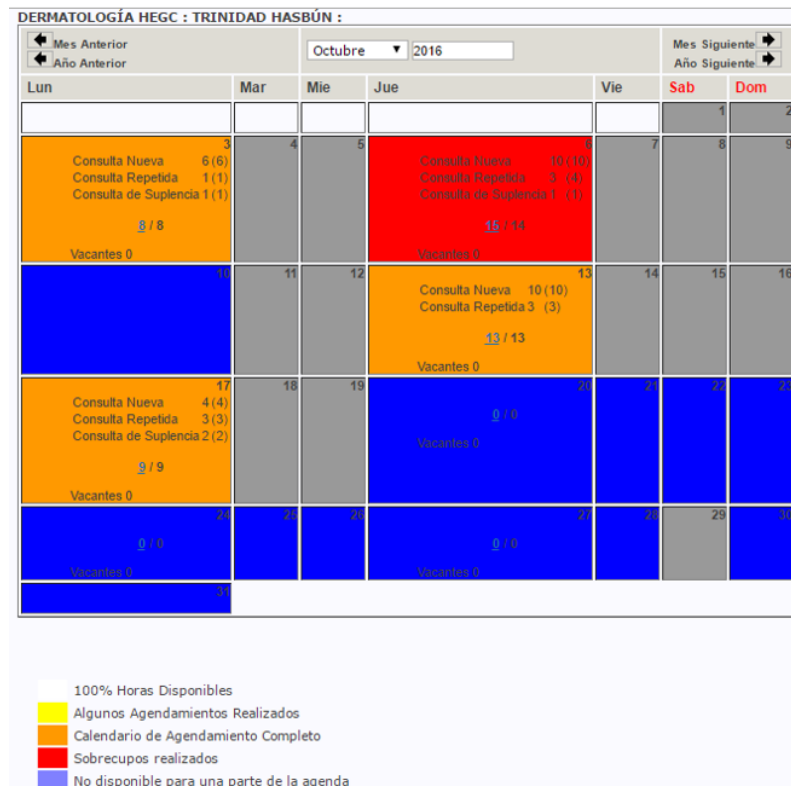 DERMATOLOGÍA HEGC : TRINIDAD HASBÚN :
Mes Anterior
Año Anterior
Octubre 2016
Mes Siguiente
Año Siguiente
Lun Mar Mie Jue Vie Sab Dom
1 2
3 4 5 6 7 8 9
Consulta Nueva 6(6) Consulta Nueva 10(10)
Consulta Repetida 1(1) Consulta Repetida 3 (4)
Consulta de Suplencia 1(1) Consulta de Suplencia 1 (1)
8 / 8 15 / 14
Vacantes 0 Vacantes 0
10 11 12 13 14 15 16
Consulta Nueva 10(10)
Consulta Repetida 3 (3)
13 / 13
Vacantes 0
17 18 19 20 21 22 23
Consulta Nueva 4(4)
Consulta Repetida 3(3)
Consulta de Suplencia 2(2)
0 / 0
9 / 9
Vacantes 0
Vacantes 0
24 25 26 27 28 29 30
0 / 0 0 / 0
Vacantes 0 Vacantes 0
31
100% Horas Disponibles
Algunos Agendamientos Realizados
Calendario de Agendamiento Completo
Sobrecupos realizados
No disponible para una parte de la agenda